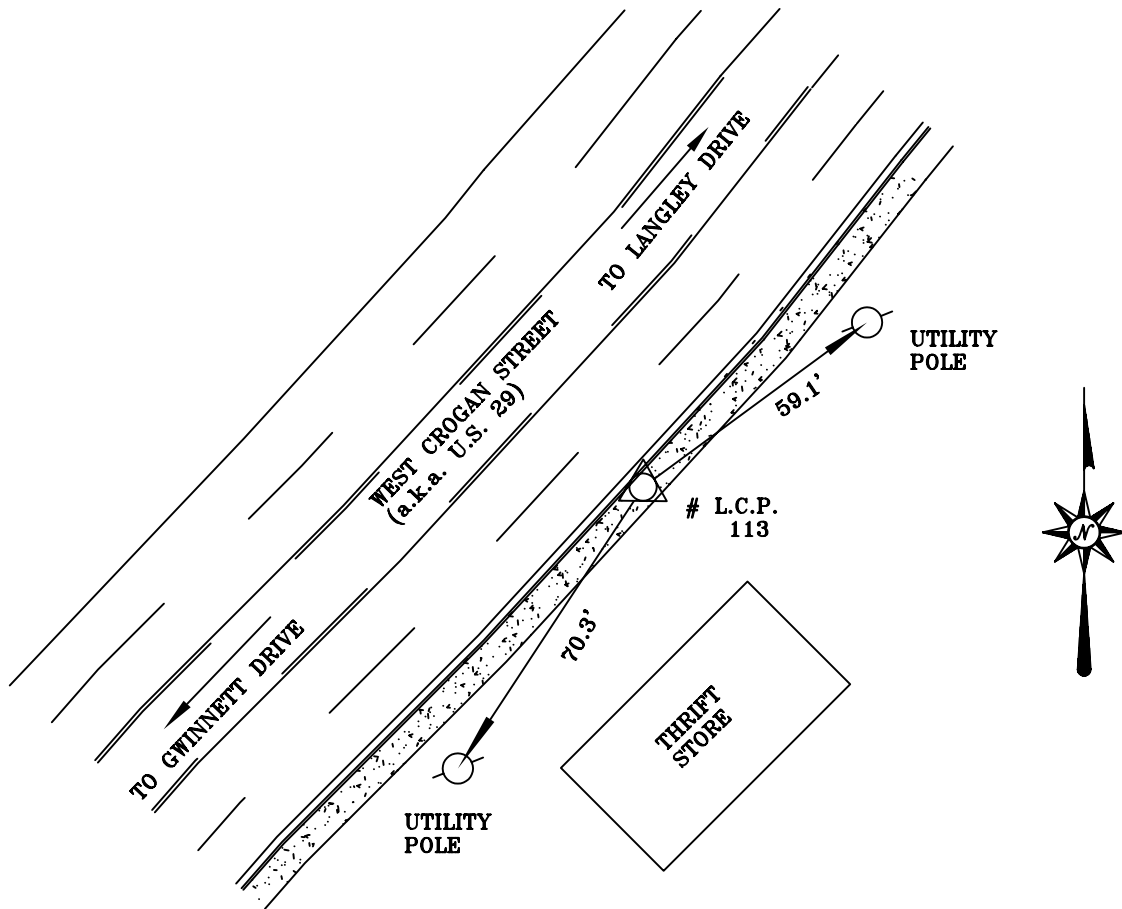 TO LANGLEY DRIVE
WEST CROGAN STREET
(a.k.a. U.S. 29)
TO GWINNETT DRIVE
UTILITY
POLE
59.1'
# L.C.P.
113
70.3'
N
THRIFT
STORE
UTILITY
POLE